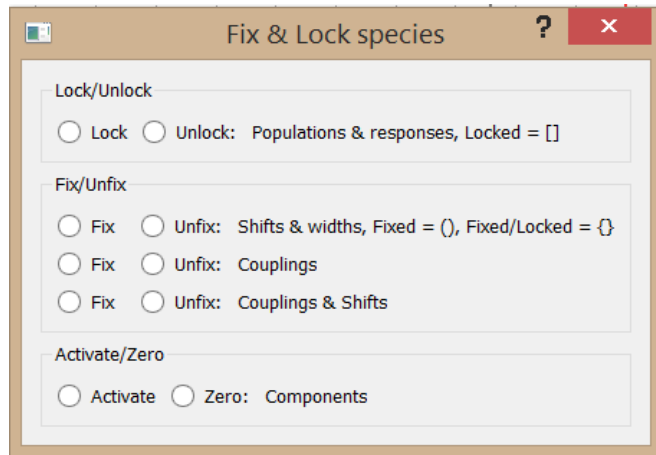 Fix & Lock species ? ×
Lock/Unlock
Lock Unlock: Populations & responses, Locked = []
Fix/Unfix
Fix Unfix: Shifts & widths, Fixed = (), Fixed/Locked = {}
Fix Unfix: Couplings
Fix Unfix: Couplings & Shifts
Activate/Zero
Activate Zero: Components